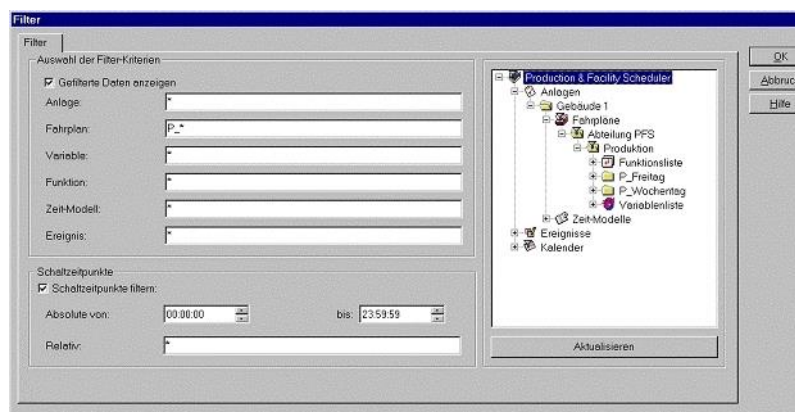 Filter
Filter
Auswahl der Filter-Kriterien
Gefilterte Daten anzeigen
Anlage: *
Fahrplan: P_*
Variable: *
Funktion: *
Zeit-Modell: *
Ereignis: *
Schaltzeitpunkte
Schaltzeitpunkte filtern:
Absolute von: 00:00:00 bis: 23:59:59
Relativ: *
Production & Facility Scheduler
Anlagen
Gebäude 1
Fahrpläne
Abteilung PFS
Produktion
Funktionsliste
P_Freitag
P_Wochentag
Variablenliste
Zeit-Modelle
Ereignisse
Kalender
Aktualisieren
OK
Abbruc
Hilfe